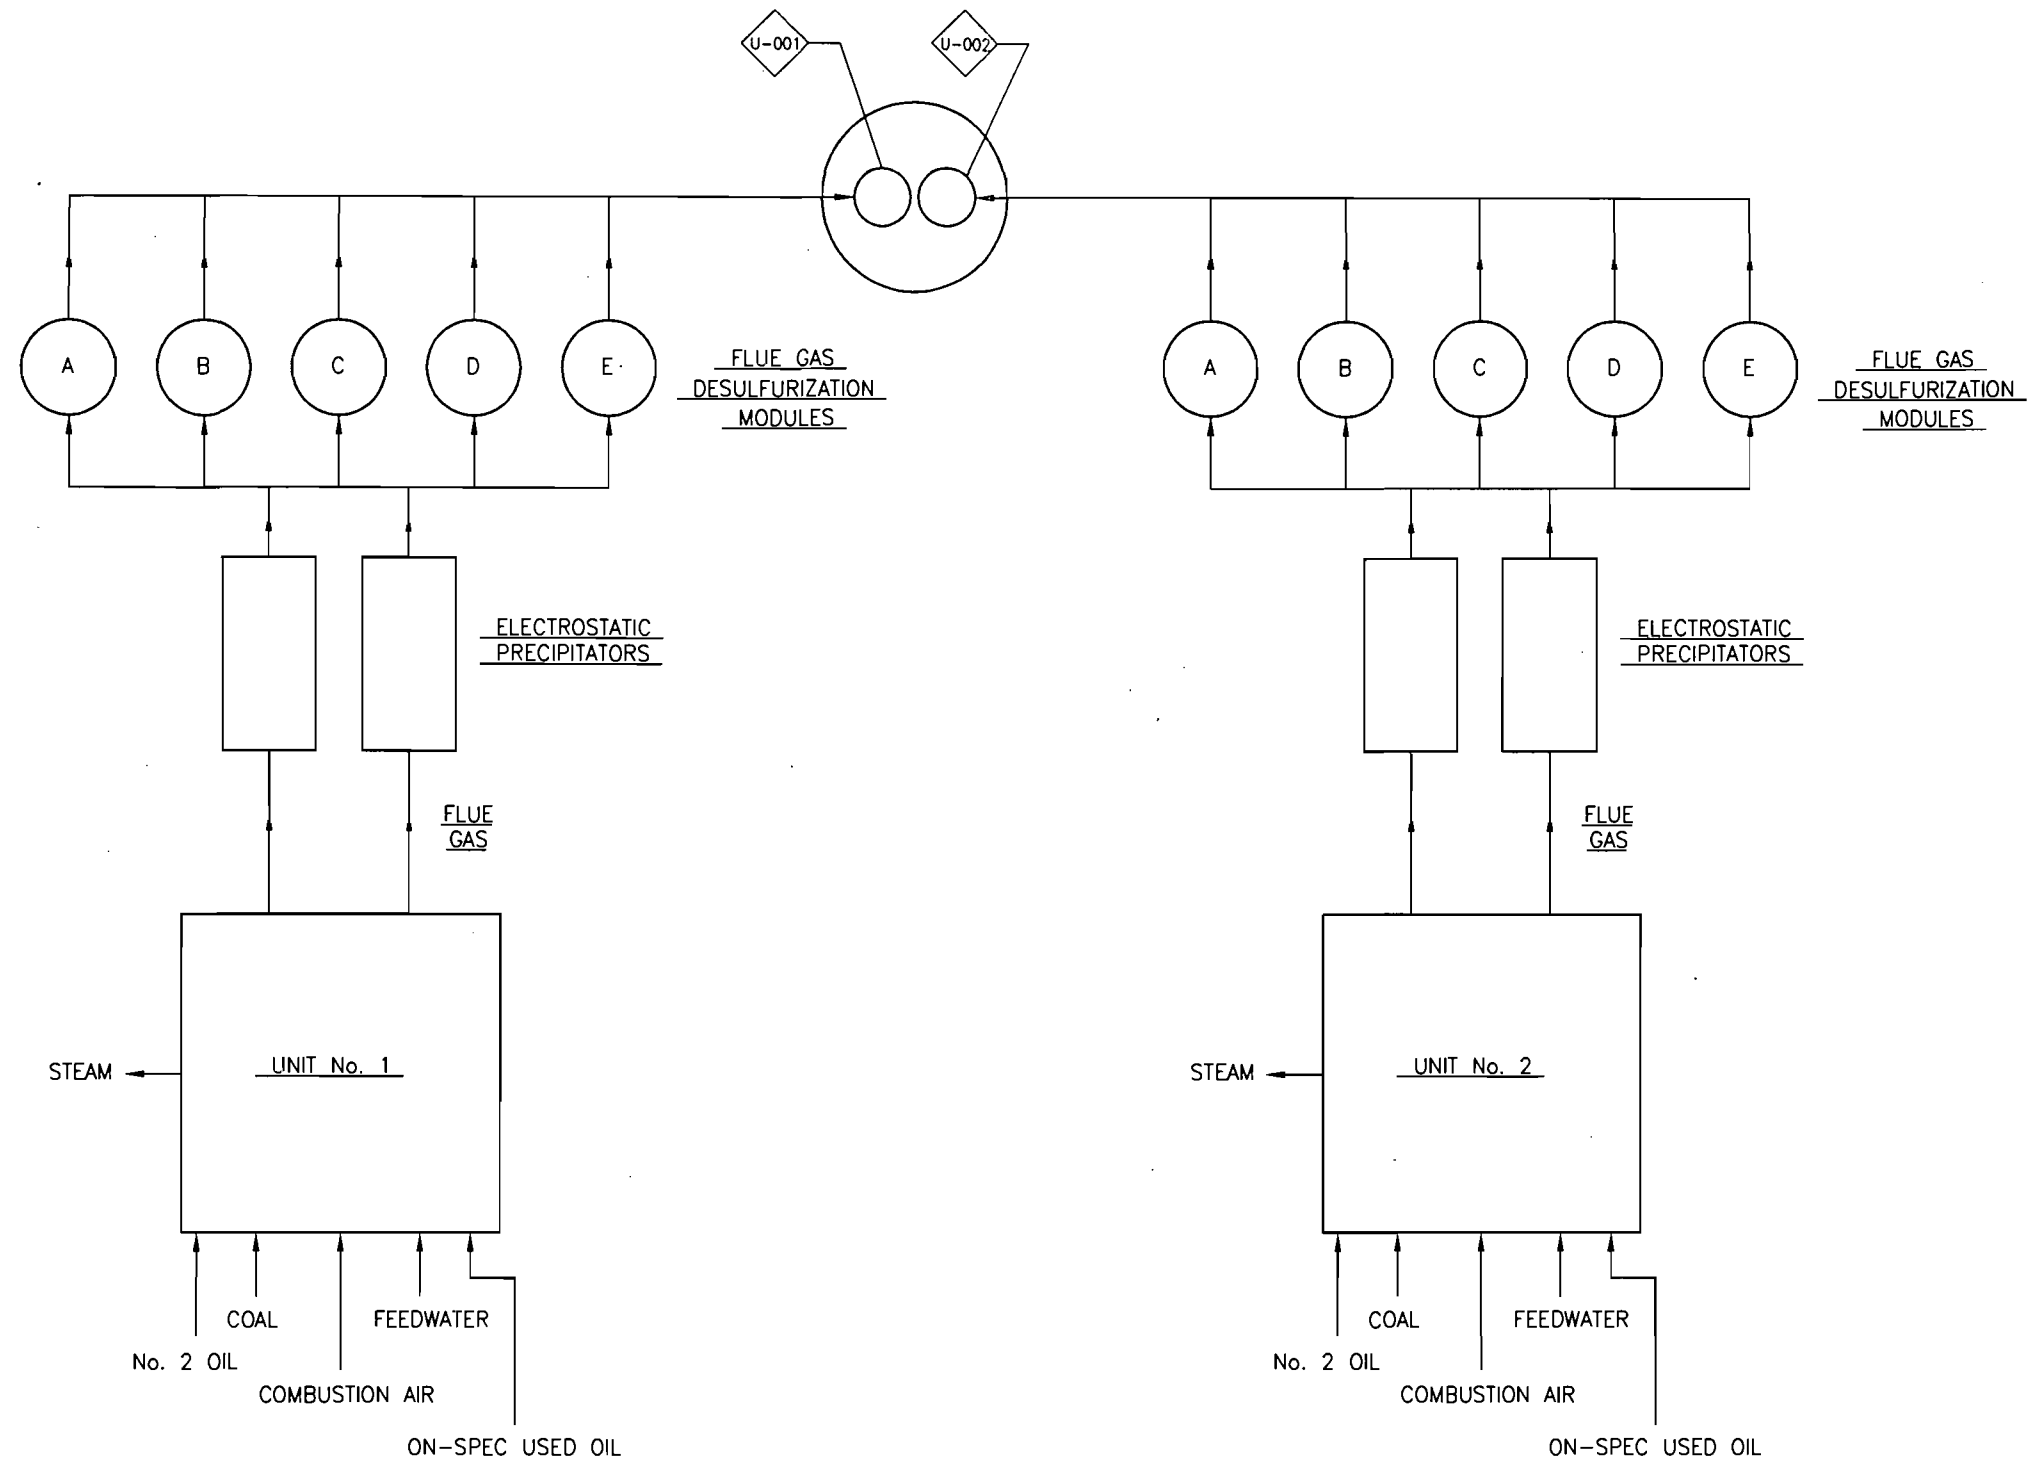 U-001
U-002
A
B
C
D
E
FLUE GAS
DESULFURIZATION
MODULES
A
B
C
D
E
FLUE GAS
DESULFURIZATION
MODULES
ELECTROSTATIC
PRECIPITATORS
ELECTROSTATIC
PRECIPITATORS
FLUE
GAS
FLUE
GAS
STEAM
UNIT No. 1
STEAM
UNIT No. 2
COAL
FEEDWATER
No. 2 OIL
COMBUSTION AIR
ON-SPEC USED OIL
COAL
FEEDWATER
No. 2 OIL
COMBUSTION AIR
ON-SPEC USED OIL